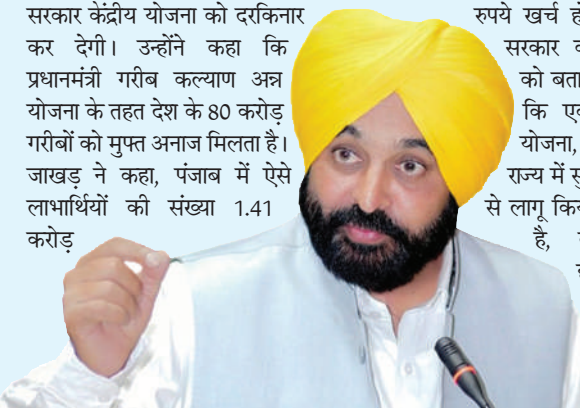 सरकार केंद्रीय योजना को दरकिनार
कर देगी। उन्होंने कहा कि
प्रधानमंत्री गरीब कल्याण अन्न
योजना के तहत देश के 80 करोड़
गरीबों को मुफ्त अनाज मिलता है।
जाखड़ ने कहा, पंजाब में ऐसे
लाभार्थियों की संख्या 1.41
करोड़
रुपये खर्च
सरकार
को
कि
योजना,
राज्य में
से लागू
है,